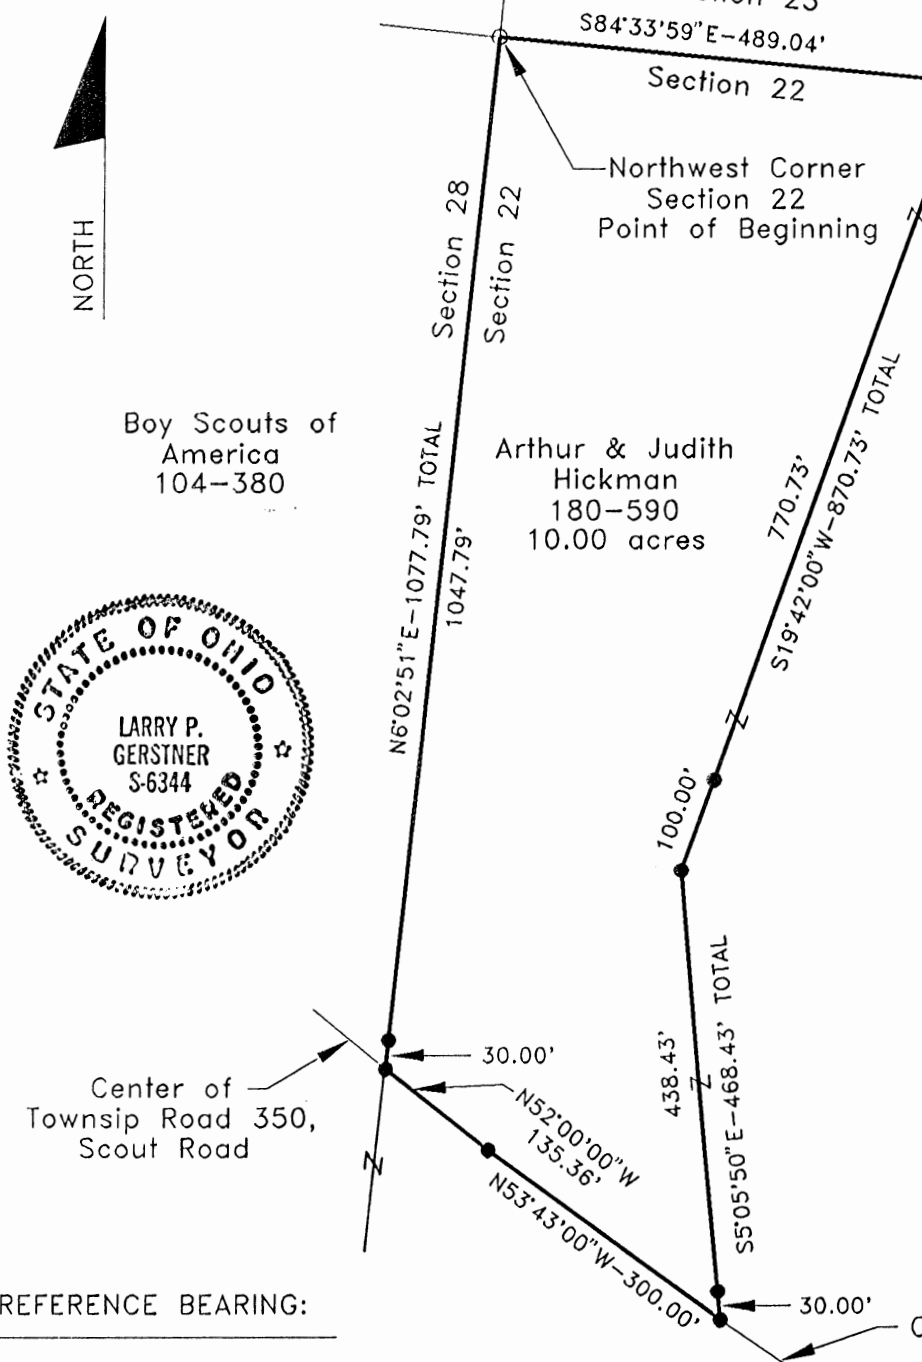 S84°33'59"E-489.04'
Section 22
Northwest Corner
Section 22
Point of Beginning
NORTH
Section 28
Section 22
Boy Scouts of
America
104-380
Arthur & Judith
Hickman
180-590
10.00 acres
N6°02'51"E-1077.79' TOTAL
1047.79'
770.73'
S19°42'00"W-870.73' TOTAL
STATE OF OHIO
LARRY P.
GERSTNER
S-6344
REGISTERED
SURVEYOR
100.00'
30.00'
Center of
Townsip Road 350,
Scout Road
N52°00'00"W
135.36'
N53°43'00"W-300.00'
438.43'
S5°05'50"E-468.43' TOTAL
30.00'
REFERENCE BEARING: